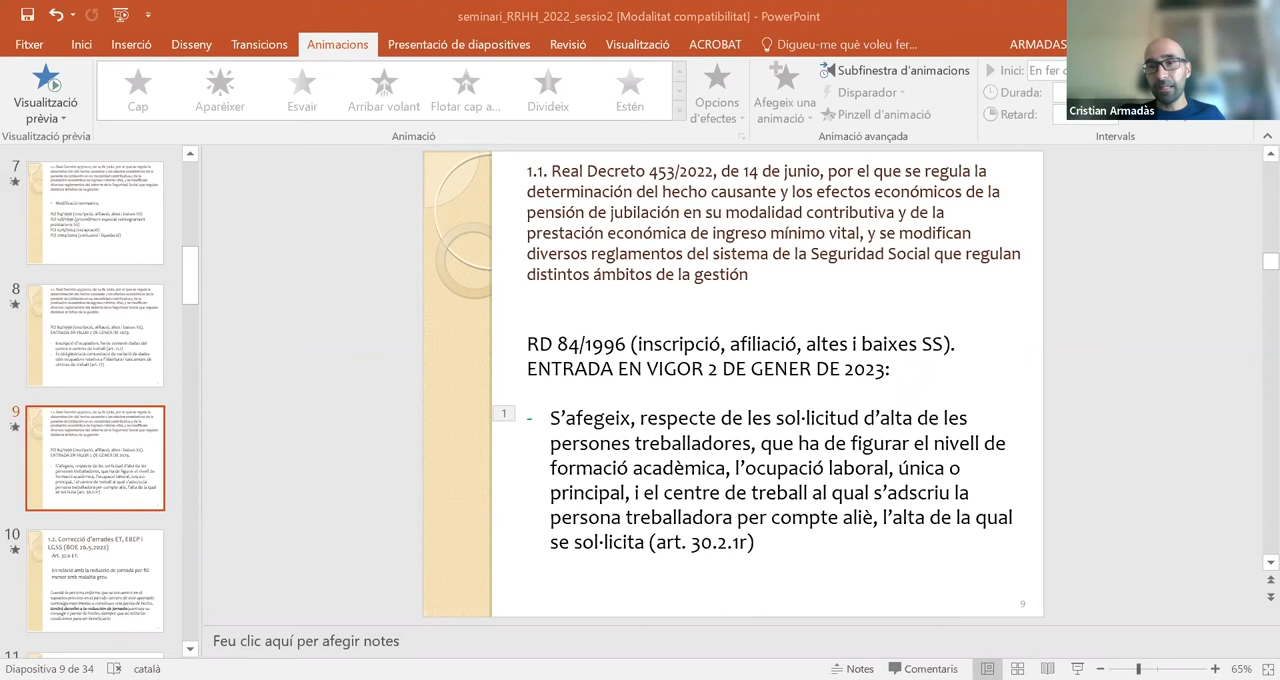 seminari_RRHH_2022_sessio2 [Modalitat compatibilitat] - PowerPoint
Fitxer Inici Inserció Disseny Transicions Animacions Presentació de diapositives Revisió Visualització ACROBAT Digueu-me què voleu fer... ARMADAS
Visualització prèvia
Cap Aparèixer Esvair Arribar volant Flotar cap a... Divideix Estén
Opcions d'efectes
Afegeix una animació
Subfinestra d'animacions
Disparador
Pinzell d'animació
Inici: En fer c
Durada:
Retard:
Cristian Armadàs
Visualització prèvia Animació Animació avançada Intervals
7
8
9
10
1.2. Correcció d'errades ET, EBEP i
LGSS (BOE 26.5.2022)
11
1.1. Real Decreto 453/2022, de 14 de junio, por el que se regula la
determinación del hecho causante y los efectos económicos de la
pensión de jubilación en su modalidad contributiva y de la
prestación económica de ingreso mínimo vital, y se modifican
diversos reglamentos del sistema de la Seguridad Social que regulan
distintos ámbitos de la gestión
RD 84/1996 (inscripció, afiliació, altes i baixes SS).
ENTRADA EN VIGOR 2 DE GENER DE 2023:
1
- S'afegeix, respecte de les sol·licitud d'alta de les
persones treballadores, que ha de figurar el nivell de
formació acadèmica, l'ocupació laboral, única o
principal, i el centre de treball al qual s'adscriu la
persona treballadora per compte aliè, l'alta de la qual
se sol·licita (art. 30.2.1r)
9
Feu clic aquí per afegir notes
Diapositiva 9 de 34 català Notes Comentaris 65%